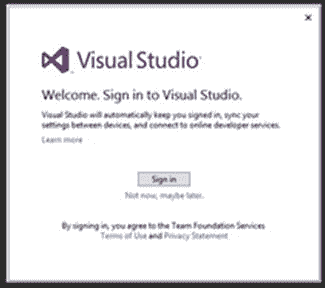 Visual Studio
Welcome. Sign in to Visual Studio.
Visual Studio will automatically keep you signed in, sync your
settings between devices, and connect to online developer services.
Learn more
Sign in
Not now, maybe later.
By signing in, you agree to the Team Foundation Services
Terms of Use and Privacy Statement